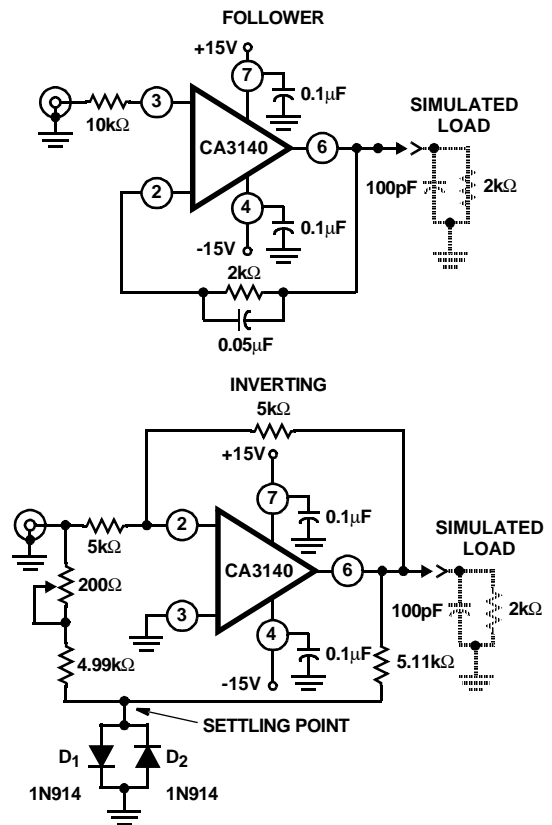 FOLLOWER
+15V
7
0.1µF
3
10kΩ
CA3140
6
SIMULATED
LOAD
100pF
2kΩ
2
4
0.1µF
-15V
2kΩ
0.05µF
INVERTING
5kΩ
+15V
7
0.1µF
5kΩ
2
SIMULATED
LOAD
200Ω
CA3140
6
100pF
2kΩ
3
4
0.1µF
5.11kΩ
4.99kΩ
-15V
SETTLING POINT
D1
D2
1N914
1N914